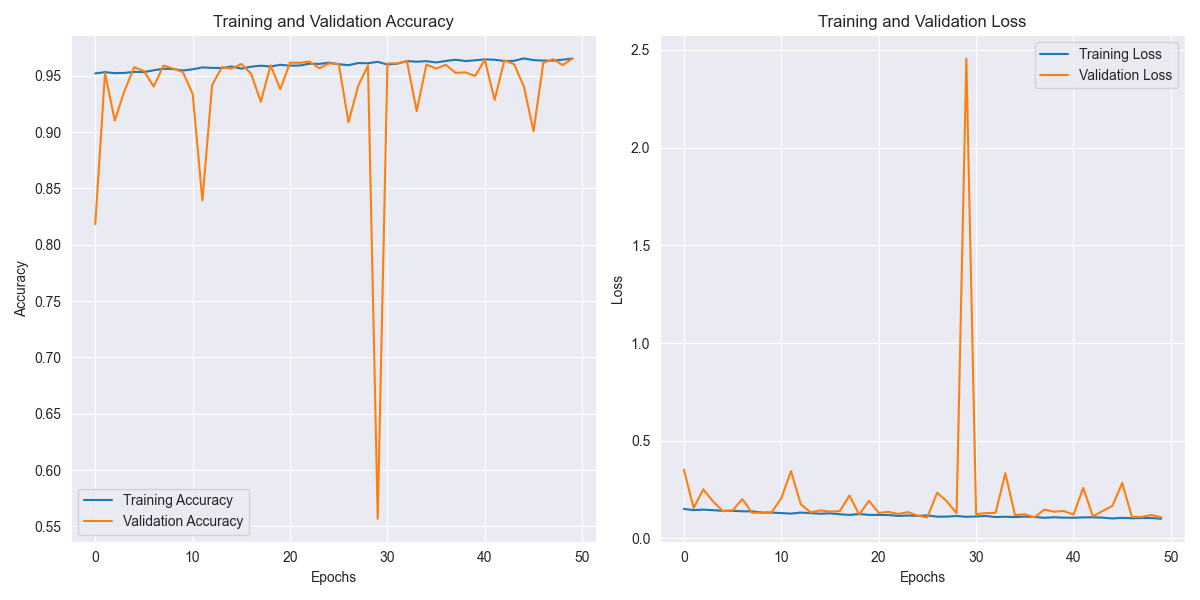 Training and Validation Accuracy
0.95
0.90
0.85
0.80
0.75
0.70
0.65
0.60
0.55
Accuracy
Training Accuracy
Validation Accuracy
0 10 20 30 40 50
Epochs
Training and Validation Loss
2.5
2.0
1.5
1.0
0.5
0.0
Loss
Training Loss
Validation Loss
0 10 20 30 40 50
Epochs